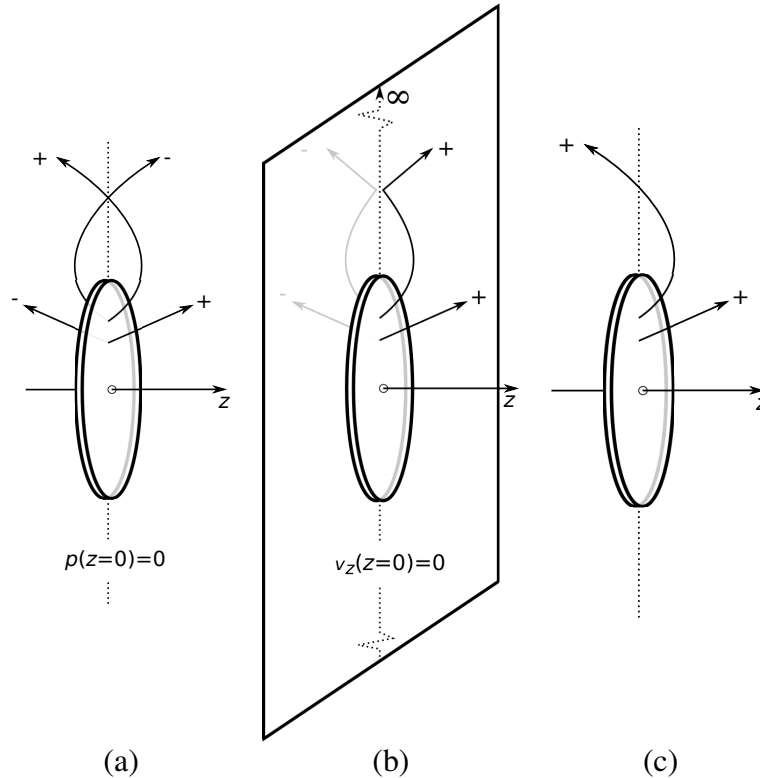 + -
- +
z
p(z=0)=0
(a)
∞
- +
- +
z
v_z(z=0)=0
(b)
+
+
z
(c)